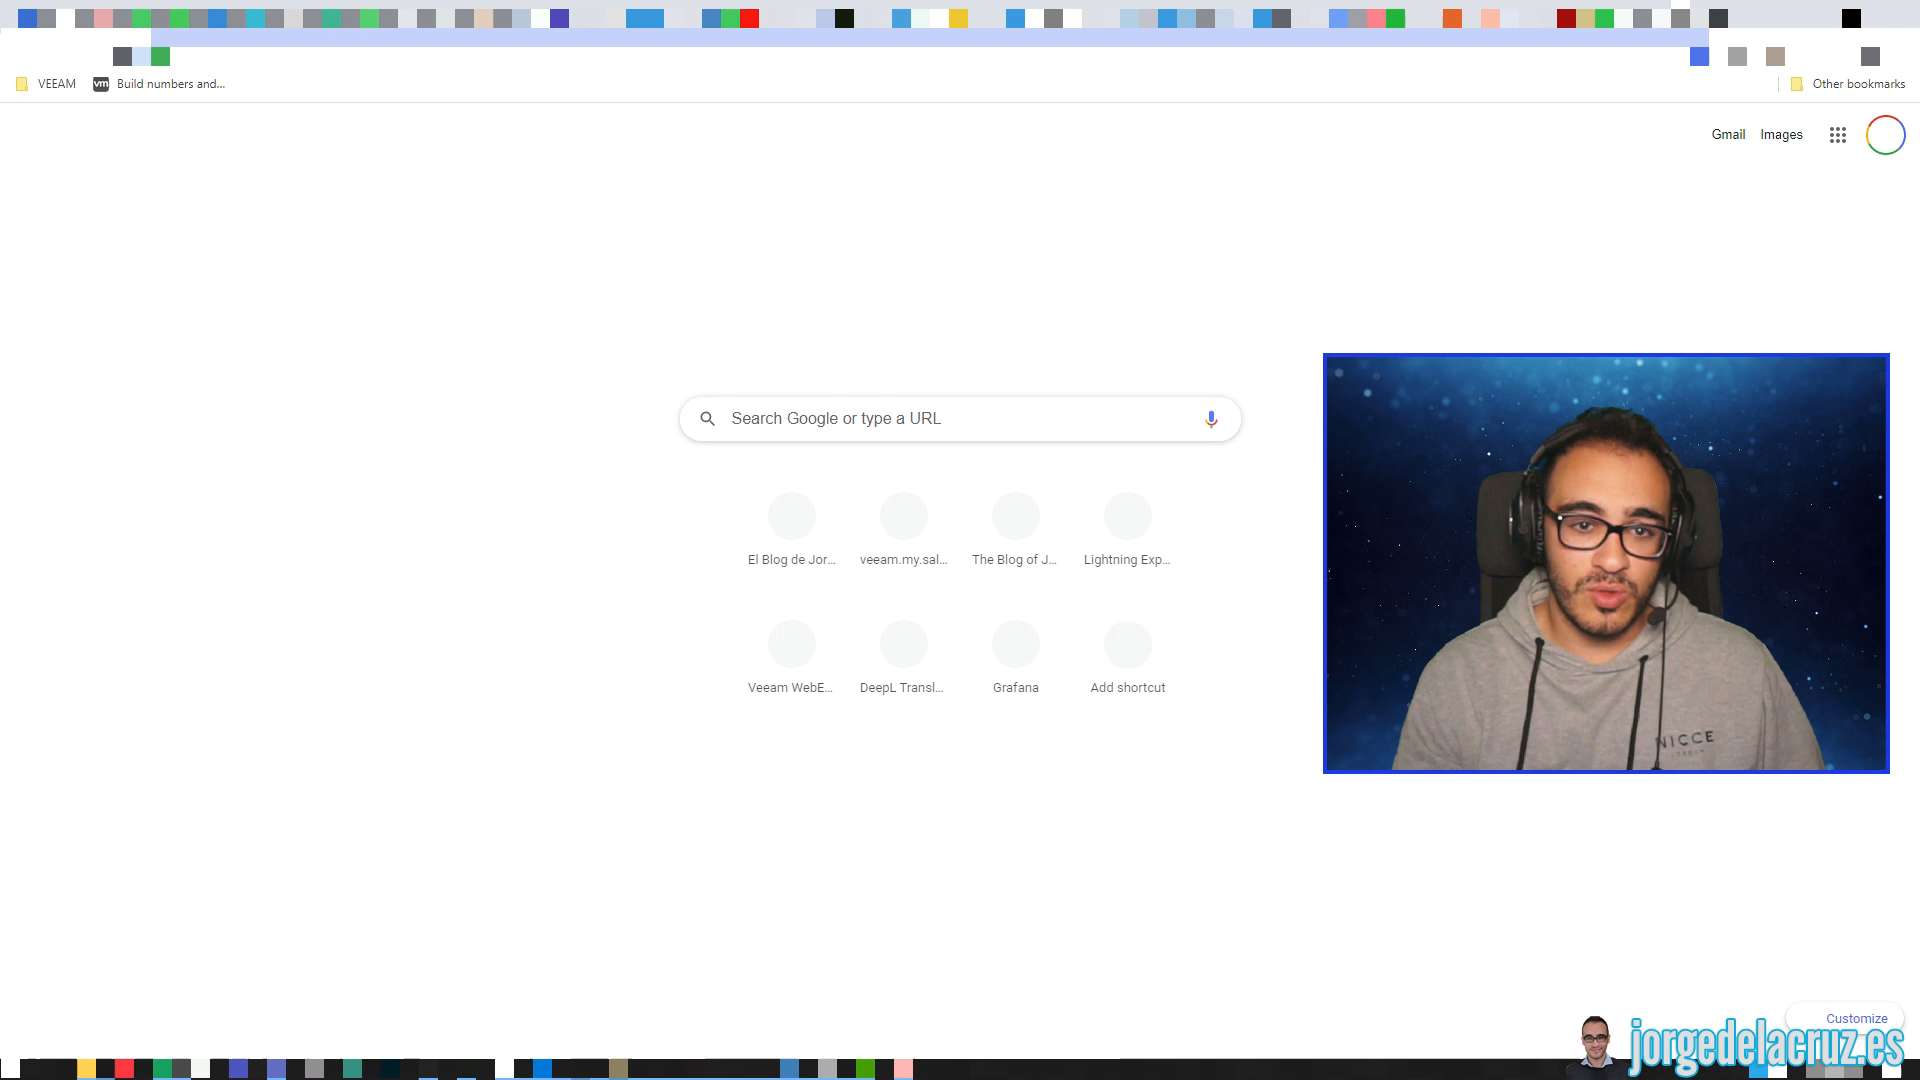 VEEAM
vm
Build numbers and...
Other bookmarks
Gmail
Images
Search Google or type a URL
El Blog de Jor...
veeam.my.sal...
The Blog of J...
Lightning Exp...
Veeam WebE...
DeepL Transl...
Grafana
Add shortcut
NICCE
Customize
jorgedelacruz.es